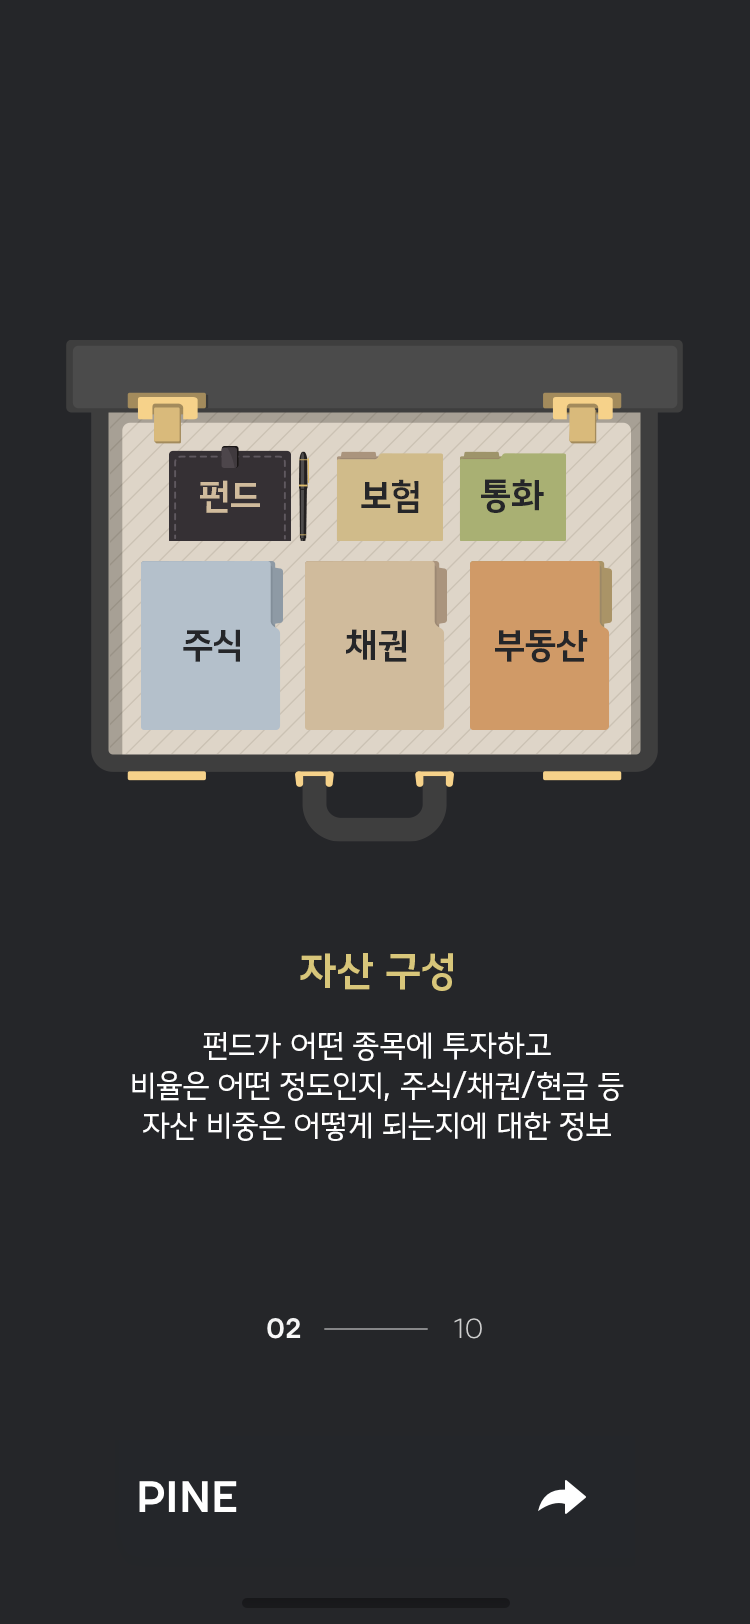 펀드
보험
통화
주식
채권
부동산
자산 구성
펀드가 어떤 종목에 투자하고
비율은 어떤 정도인지, 주식/채권/현금 등
자산 비중은 어떻게 되는지에 대한 정보
02
10
PINE